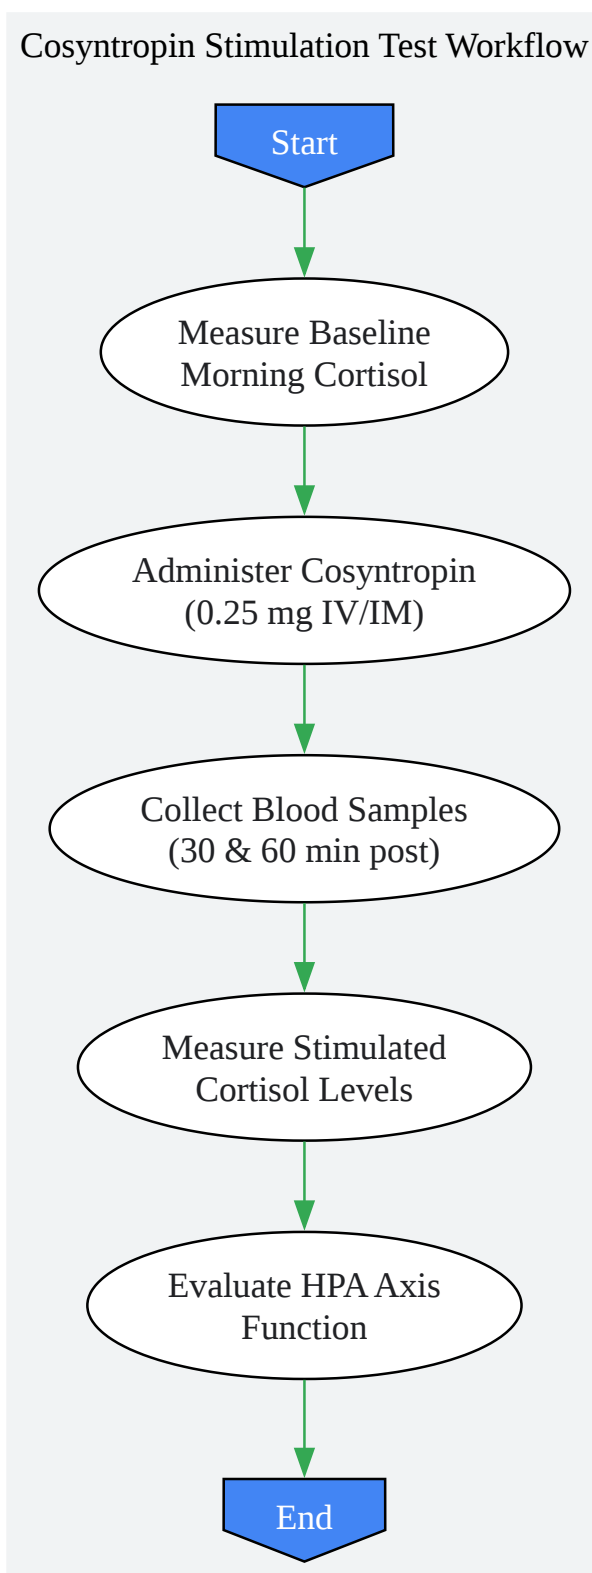 Cosyntropin Stimulation Test Workflow
Start
Measure Baseline
Morning Cortisol
Administer Cosyntropin
(0.25 mg IV/IM)
Collect Blood Samples
(30 & 60 min post)
Measure Stimulated
Cortisol Levels
Evaluate HPA Axis
Function
End